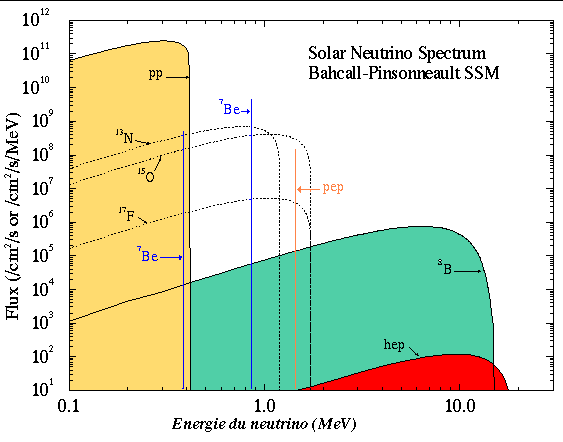 Solar Neutrino Spectrum
Bahcall-Pinsonneault SSM
Flux (/cm²/s or /cm²/s/MeV)
10¹²
10¹¹
10¹⁰
10⁹
10⁸
10⁷
10⁶
10⁵
10⁴
10³
10²
10¹
pp
⁷Be
¹³N
¹⁵O
pep
¹⁷F
⁷Be
⁸B
hep
0.1 1.0 10.0
Energie du neutrino (MeV)